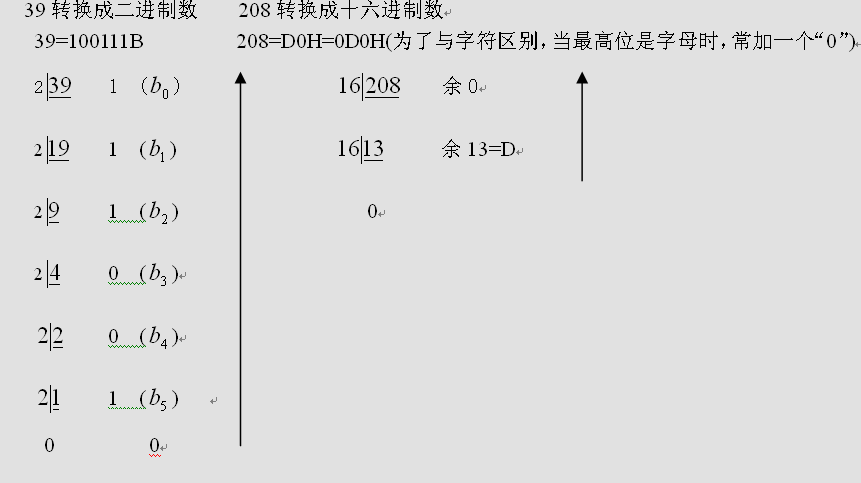 39 转换成二进制数 208 转换成十六进制数
39=100111B 208=D0H=0D0H(为了与字符区别,当最高位是字母时,常加一个“0”)
2 39 1 (b0) 16 208 余 0
2 19 1 (b1) 16 13 余 13=D
2 9 1 (b2) 0
2 4 0 (b3)
2 2 0 (b4)
2 1 1 (b5)
0 0